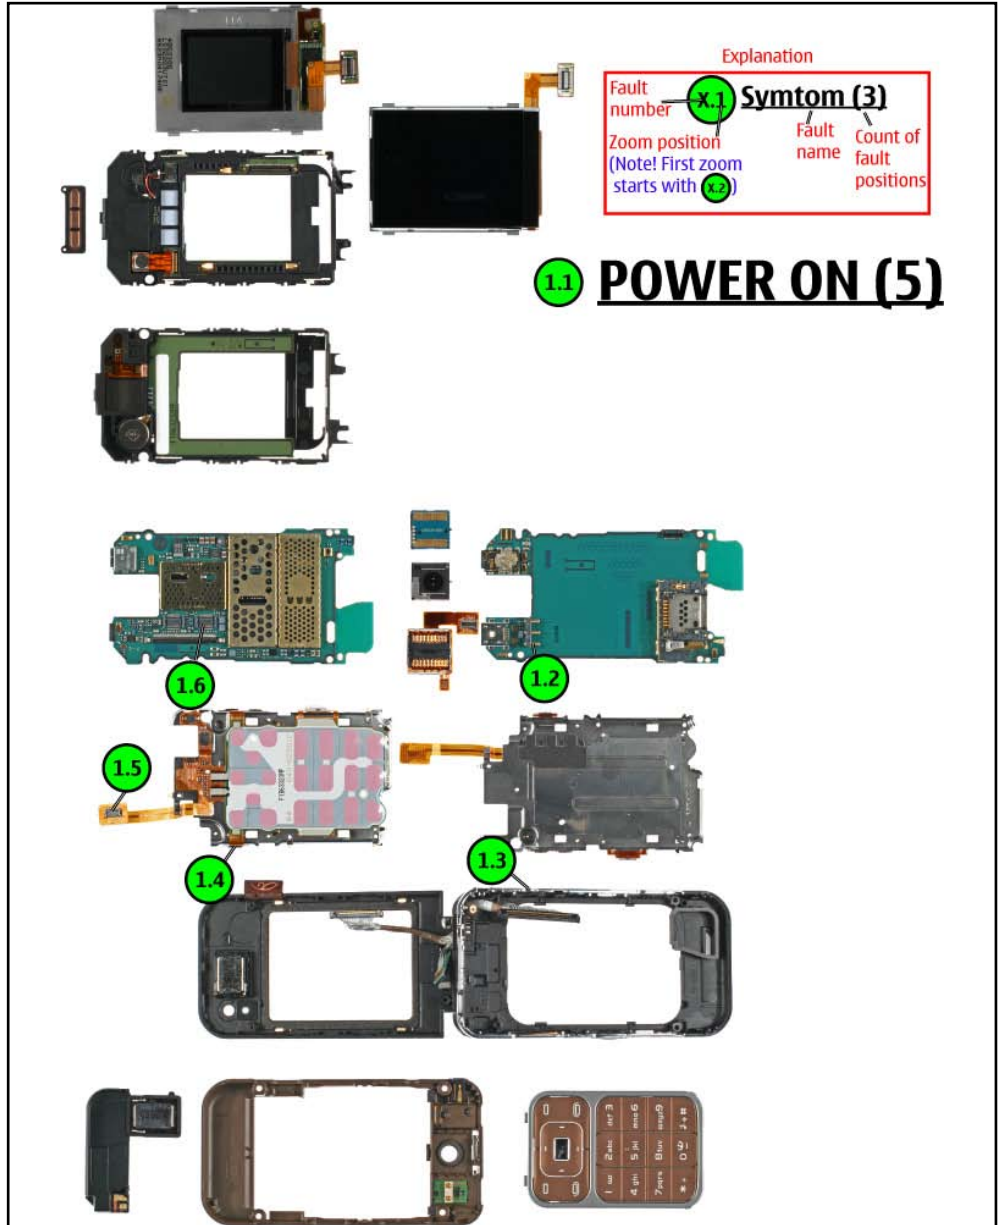 Explanation
Fault
number
X.1 Symtom (3)
Zoom position
(Note! First zoom
starts with X.2)
Fault
name
Count of
fault
positions
1.1 POWER ON (5)
1.6
1.2
1.5
1.4
1.3